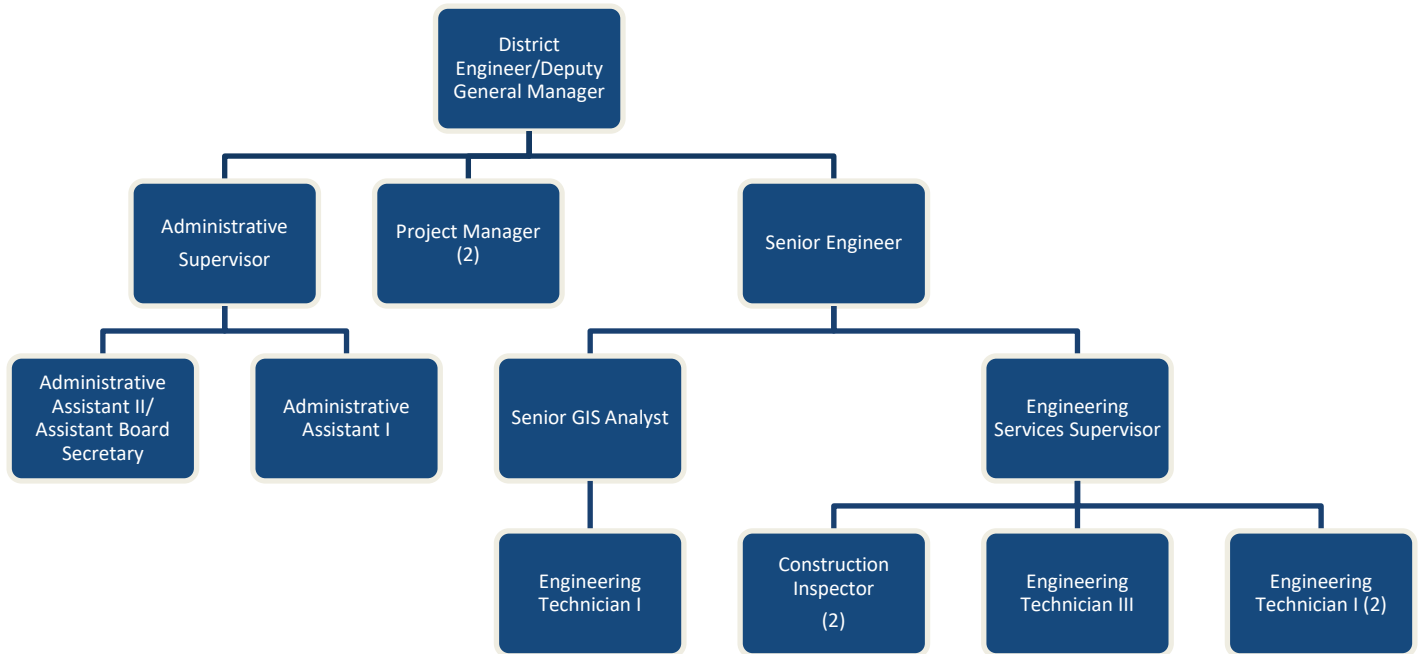 District
Engineer/Deputy
General Manager
Administrative
Supervisor
Project Manager
(2)
Senior Engineer
Administrative
Assistant II/
Assistant Board
Secretary
Administrative
Assistant I
Senior GIS Analyst
Engineering
Services Supervisor
Engineering
Technician I
Construction
Inspector
(2)
Engineering
Technician III
Engineering
Technician I (2)